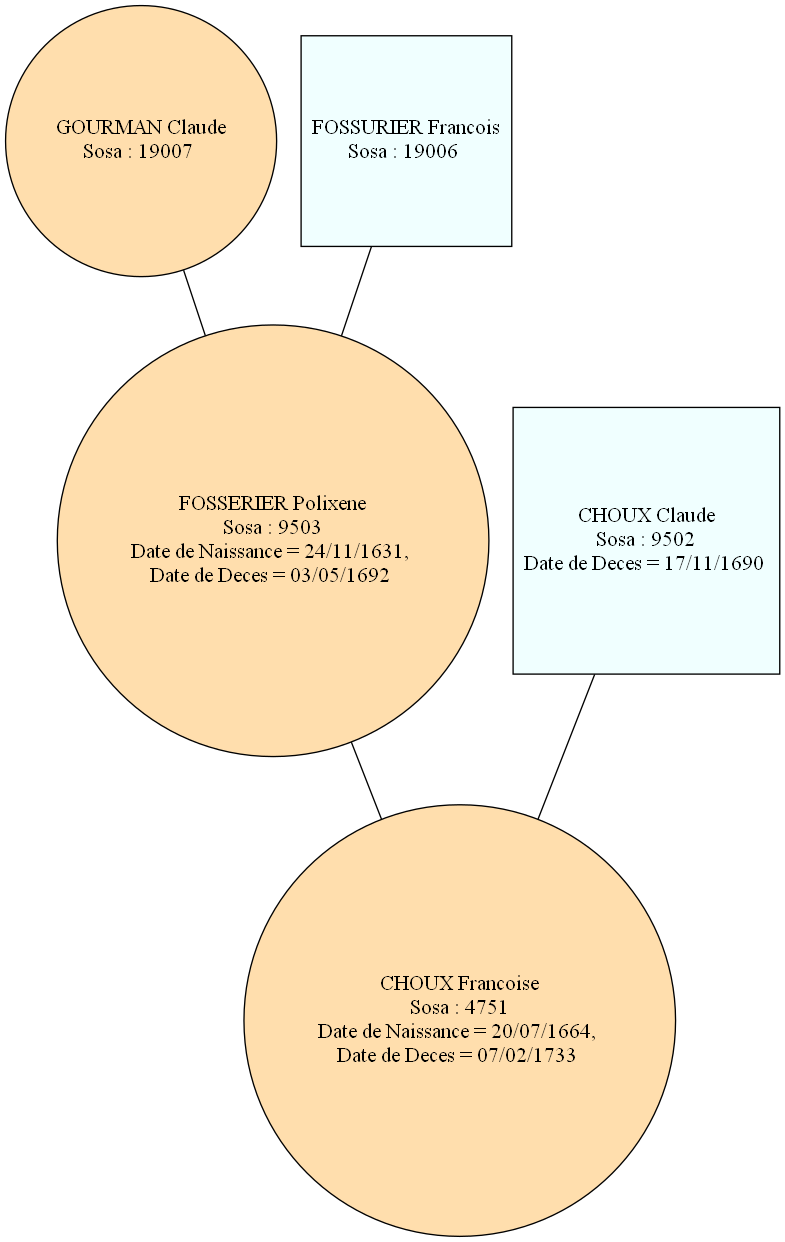 GOURMAN Claude
Sosa : 19007
FOSSURIER Francois
Sosa : 19006
FOSSERIER Polixene
Sosa : 9503
Date de Naissance = 24/11/1631,
Date de Deces = 03/05/1692
CHOUX Claude
Sosa : 9502
Date de Deces = 17/11/1690
CHOUX Francoise
Sosa : 4751
Date de Naissance = 20/07/1664,
Date de Deces = 07/02/1733